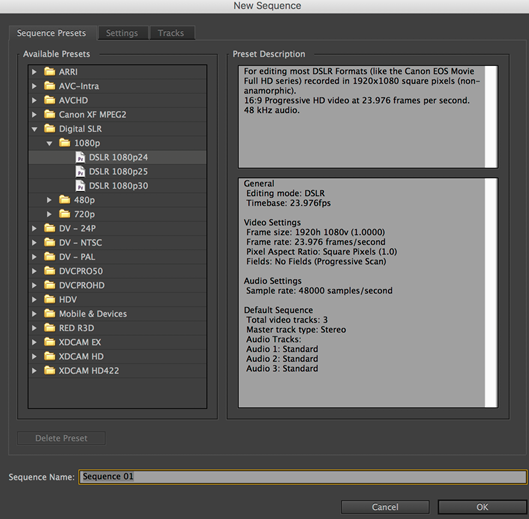 New Sequence
Sequence Presets
Settings
Tracks
Available Presets
ARRI
AVC-Intra
AVCHD
Canon XF MPEG2
Digital SLR
1080p
DSLR 1080p24
DSLR 1080p25
DSLR 1080p30
480p
720p
DV - 24P
DV - NTSC
DV - PAL
DVCPRO50
DVCPROHD
HDV
Mobile & Devices
RED R3D
XDCAM EX
XDCAM HD
XDCAM HD422
Preset Description
For editing most DSLR Formats (like the Canon EOS Movie
Full HD series) recorded in 1920x1080 square pixels (non-
anamorphic).
16:9 Progressive HD video at 23.976 frames per second.
48 kHz audio.
General
Editing mode: DSLR
Timebase: 23.976fps
Video Settings
Frame size: 1920h 1080v (1.0000)
Frame rate: 23.976 frames/second
Pixel Aspect Ratio: Square Pixels (1.0)
Fields: No Fields (Progressive Scan)
Audio Settings
Sample rate: 48000 samples/second
Default Sequence
Total video tracks: 3
Master track type: Stereo
Audio Tracks:
Audio 1: Standard
Audio 2: Standard
Audio 3: Standard
Delete Preset
Sequence Name: Sequence 01
Cancel
OK